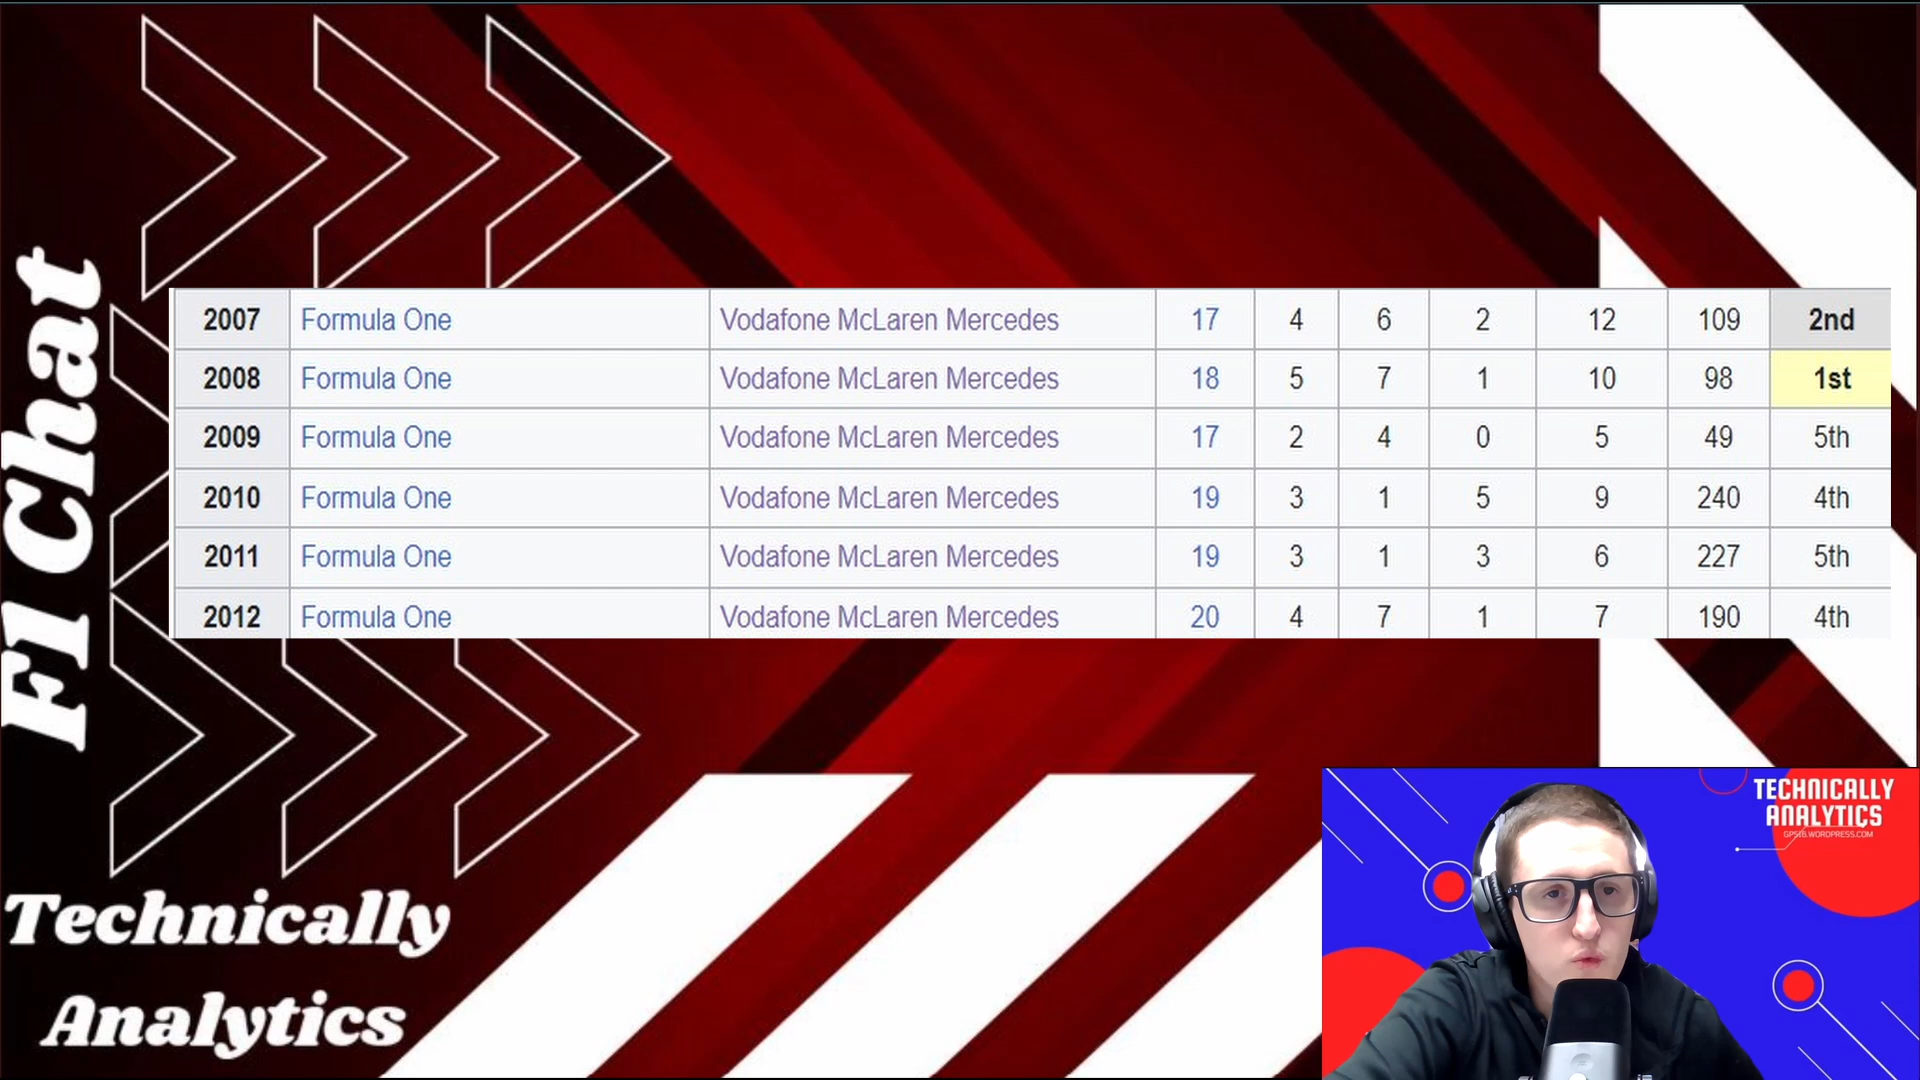 F1 Chat
2007 Formula One Vodafone McLaren Mercedes 17 4 6 2 12 109 2nd
2008 Formula One Vodafone McLaren Mercedes 18 5 7 1 10 98 1st
2009 Formula One Vodafone McLaren Mercedes 17 2 4 0 5 49 5th
2010 Formula One Vodafone McLaren Mercedes 19 3 1 5 9 240 4th
2011 Formula One Vodafone McLaren Mercedes 19 3 1 3 6 227 5th
2012 Formula One Vodafone McLaren Mercedes 20 4 7 1 7 190 4th
Technically
Analytics
TECHNICALLY
ANALYTICS